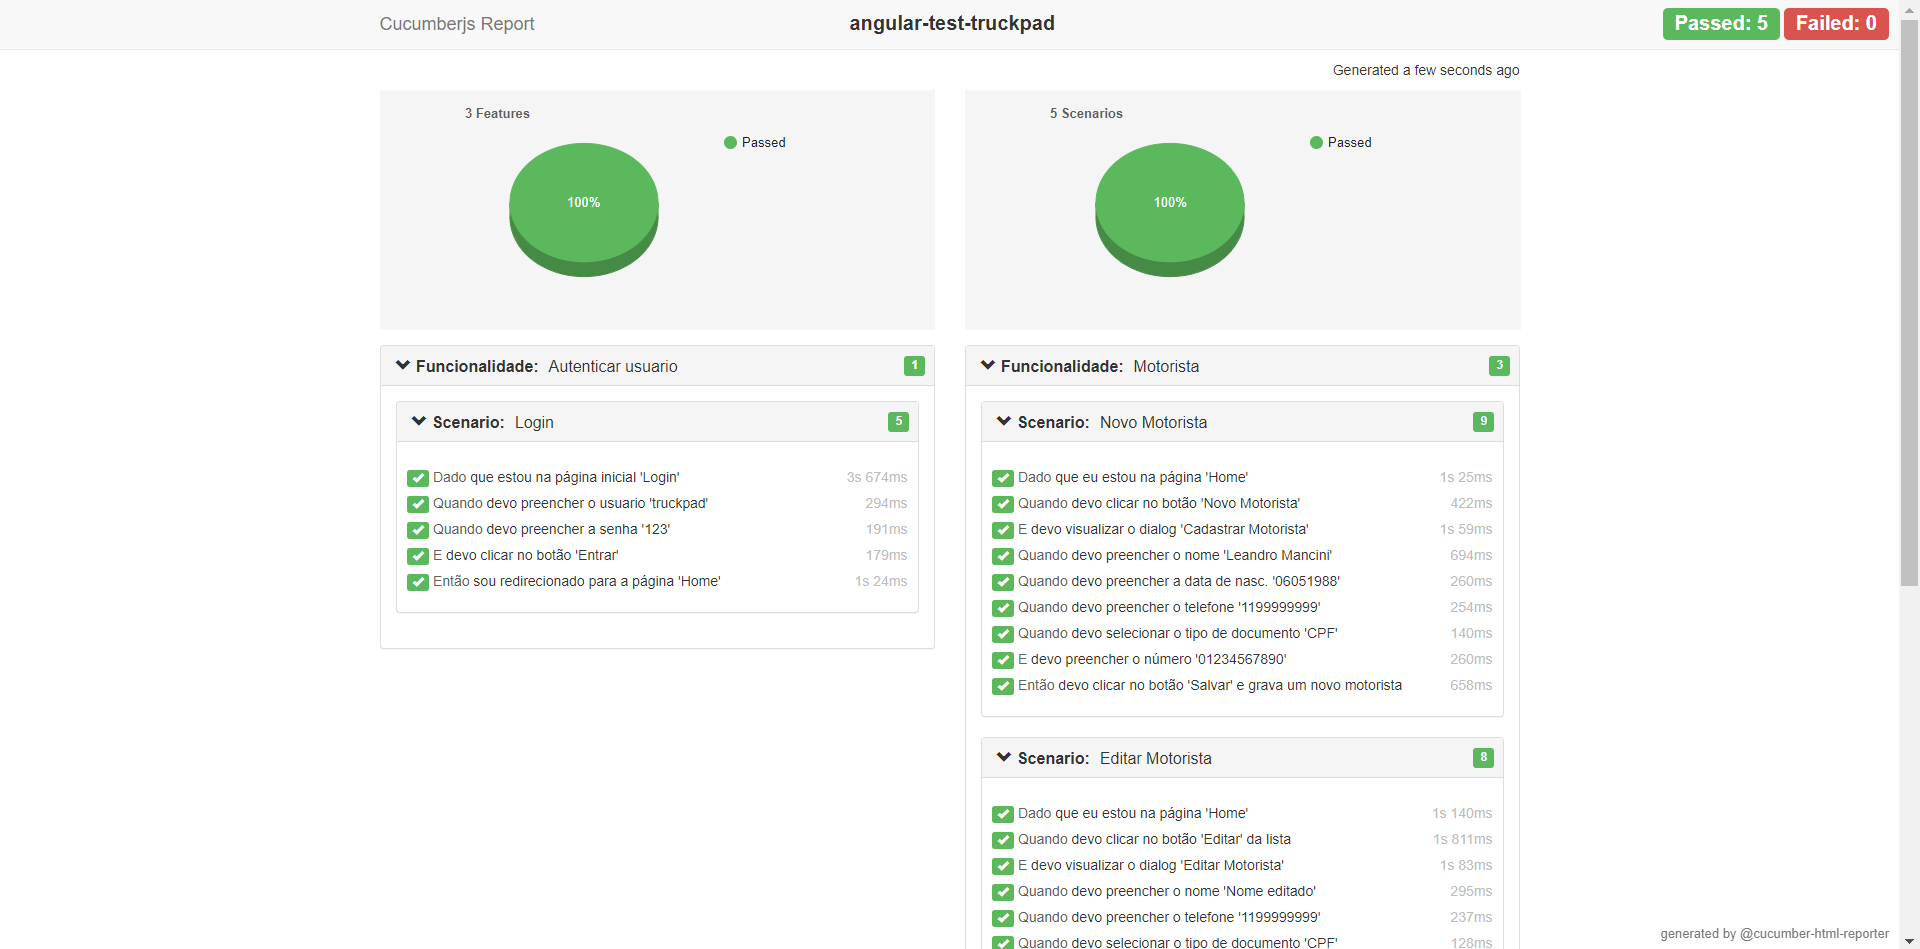 Cucumberjs Report
angular-test-truckpad
Passed: 5 Failed: 0
Generated a few seconds ago
3 Features
Passed
100%
5 Scenarios
Passed
100%
Funcionalidade: Autenticar usuario 1
Scenario: Login 5
Dado que estou na página inicial 'Login' 3s 674ms
Quando devo preencher o usuario 'truckpad' 294ms
Quando devo preencher a senha '123' 191ms
E devo clicar no botão 'Entrar' 179ms
Então sou redirecionado para a página 'Home' 1s 24ms
Funcionalidade: Motorista 3
Scenario: Novo Motorista 9
Dado que eu estou na página 'Home' 1s 25ms
Quando devo clicar no botão 'Novo Motorista' 422ms
E devo visualizar o dialog 'Cadastrar Motorista' 1s 59ms
Quando devo preencher o nome 'Leandro Mancini' 694ms
Quando devo preencher a data de nasc. '06051988' 260ms
Quando devo preencher o telefone '1199999999' 254ms
Quando devo selecionar o tipo de documento 'CPF' 140ms
E devo preencher o número '01234567890' 260ms
Então devo clicar no botão 'Salvar' e grava um novo motorista 658ms
Scenario: Editar Motorista 8
Dado que eu estou na página 'Home' 1s 140ms
Quando devo clicar no botão 'Editar' da lista 1s 811ms
E devo visualizar o dialog 'Editar Motorista' 1s 83ms
Quando devo preencher o nome 'Nome editado' 295ms
Quando devo preencher o telefone '1199999999' 237ms
Quando devo selecionar o tipo de documento 'CPF' 128ms
generated by @cucumber-html-reporter